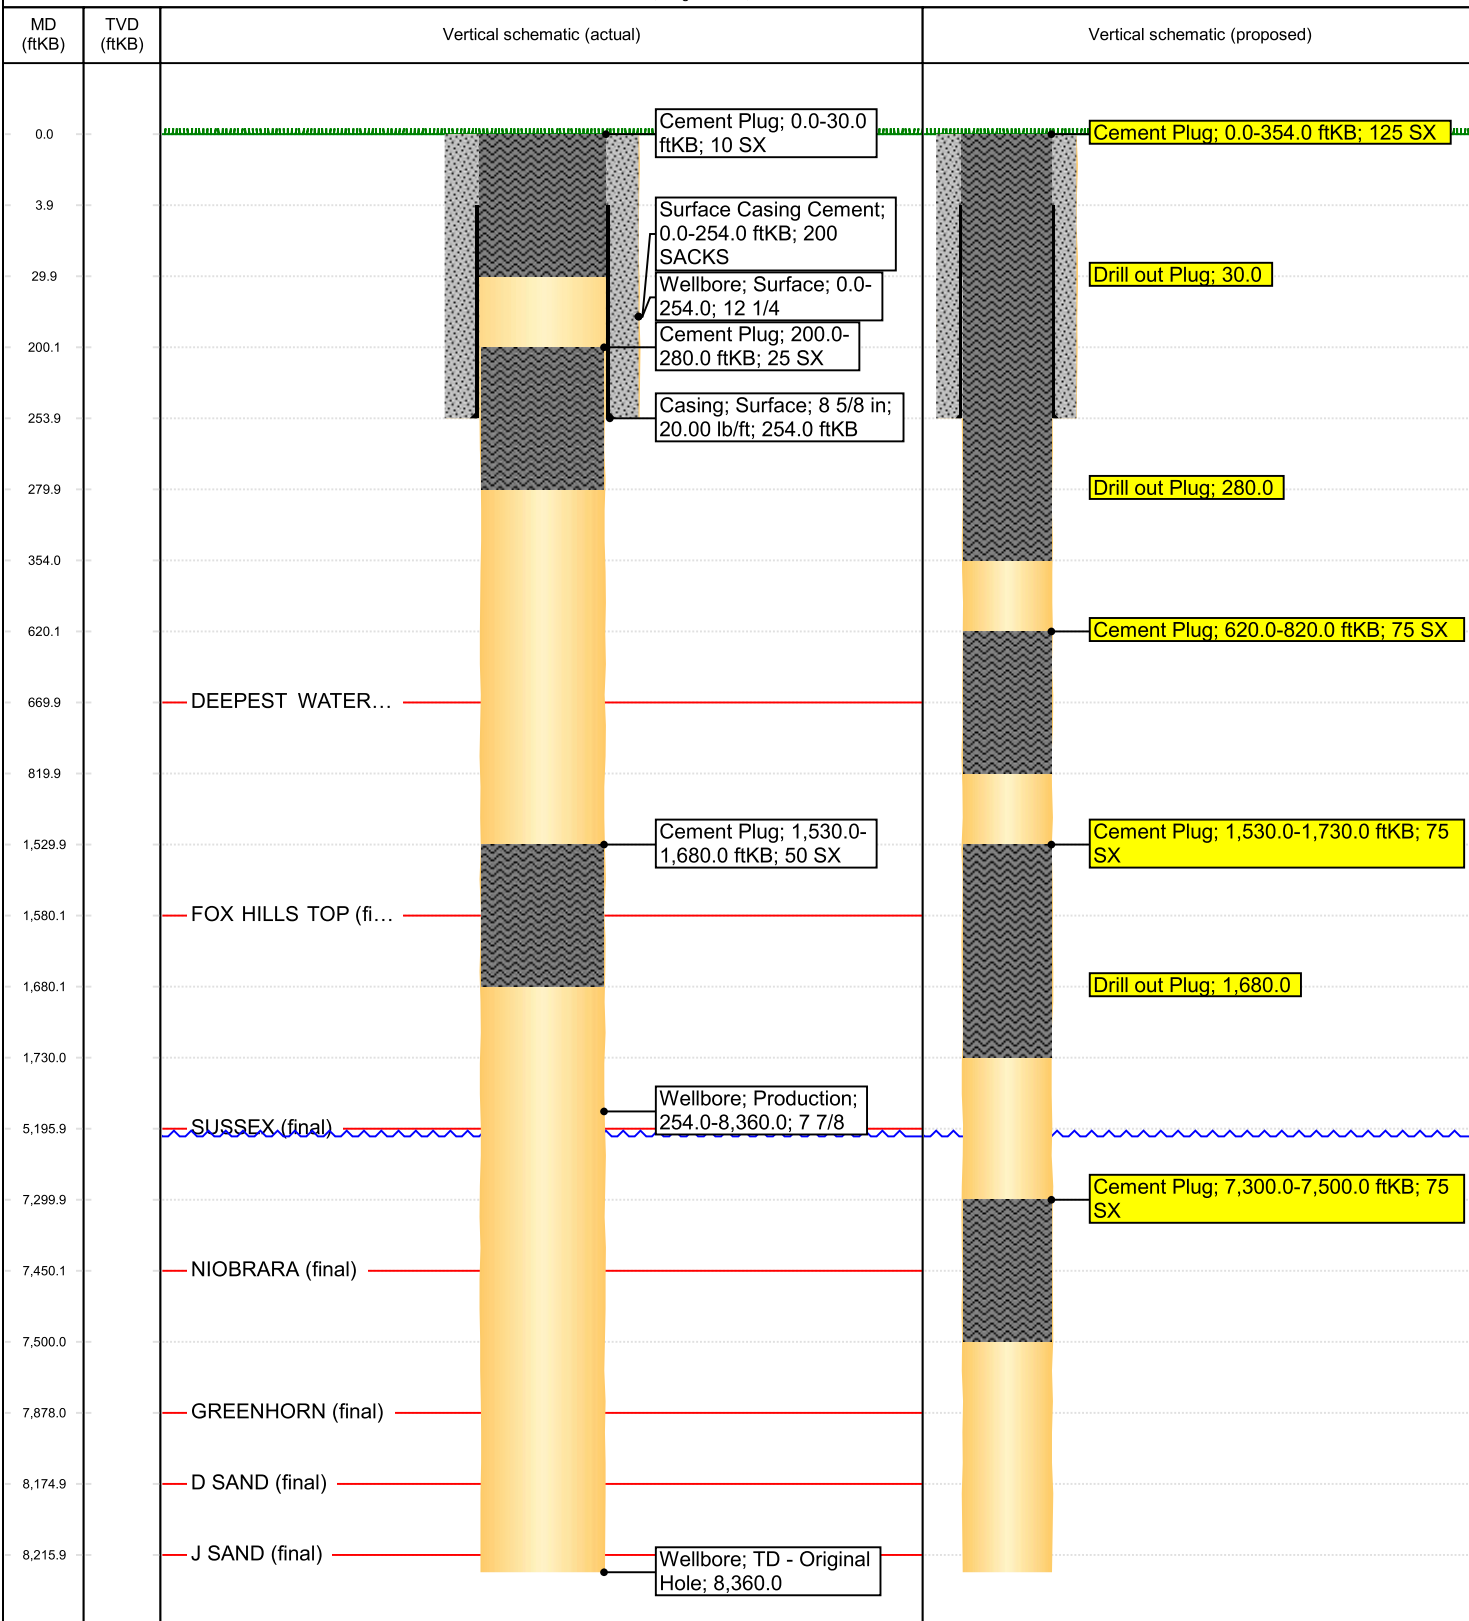 MD
(ftKB)
TVD
(ftKB)
Vertical schematic (actual)
Vertical schematic (proposed)
0.0
3.9
29.9
200.1
253.9
279.9
354.0
620.1
669.9
819.9
1,529.9
1,580.1
1,680.1
1,730.0
5,195.9
7,299.9
7,450.1
7,500.0
7,878.0
8,174.9
8,215.9
DEEPEST WATER…
FOX HILLS TOP (fi…
SUSSEX (final)
NIOBRARA (final)
GREENHORN (final)
D SAND (final)
J SAND (final)
Cement Plug; 0.0-30.0
ftKB; 10 SX
Surface Casing Cement;
0.0-254.0 ftKB; 200
SACKS
Wellbore; Surface; 0.0-
254.0; 12 1/4
Cement Plug; 200.0-
280.0 ftKB; 25 SX
Casing; Surface; 8 5/8 in;
20.00 lb/ft; 254.0 ftKB
Cement Plug; 1,530.0-
1,680.0 ftKB; 50 SX
Wellbore; Production;
254.0-8,360.0; 7 7/8
Wellbore; TD - Original
Hole; 8,360.0
Cement Plug; 0.0-354.0 ftKB; 125 SX
Drill out Plug; 30.0
Drill out Plug; 280.0
Cement Plug; 620.0-820.0 ftKB; 75 SX
Cement Plug; 1,530.0-1,730.0 ftKB; 75
SX
Drill out Plug; 1,680.0
Cement Plug; 7,300.0-7,500.0 ftKB; 75
SX